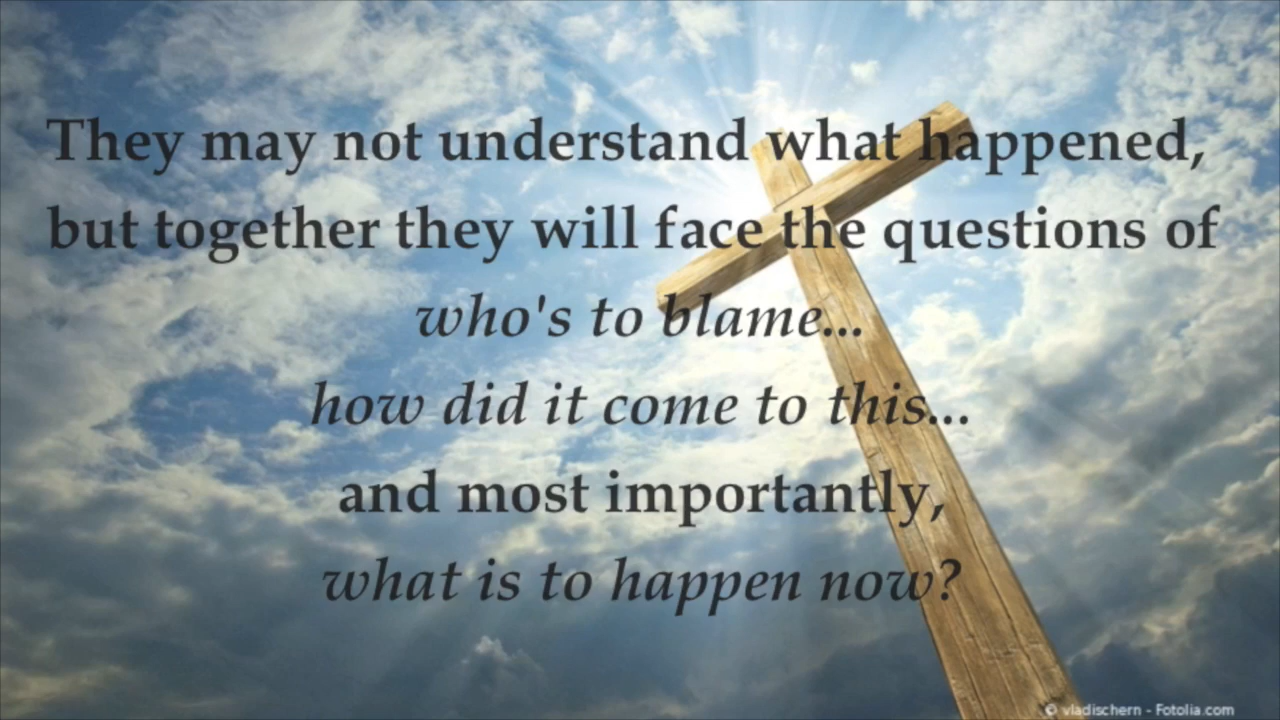 They may not understand what happened,
but together they will face the questions of
who's to blame...
how did it come to this...
and most importantly,
what is to happen now?
© vladischern - Fotolia.com